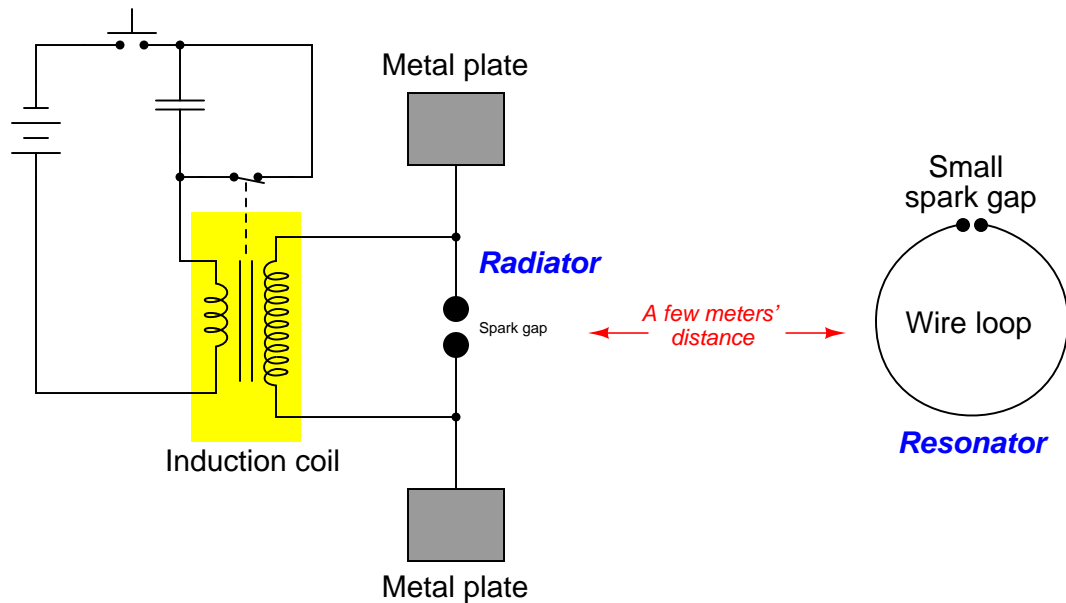 Metal plate
Small
spark gap
Radiator
A few meters’
distance
Spark gap
Wire loop
Resonator
Induction coil
Metal plate